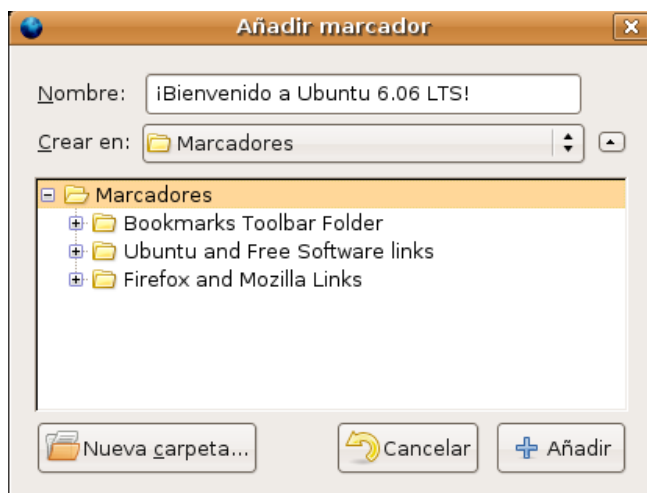 Añadir marcador
Nombre: ¡Bienvenido a Ubuntu 6.06 LTS!
Crear en: Marcadores
Marcadores
Bookmarks Toolbar Folder
Ubuntu and Free Software links
Firefox and Mozilla Links
Nueva carpeta... Cancelar Añadir